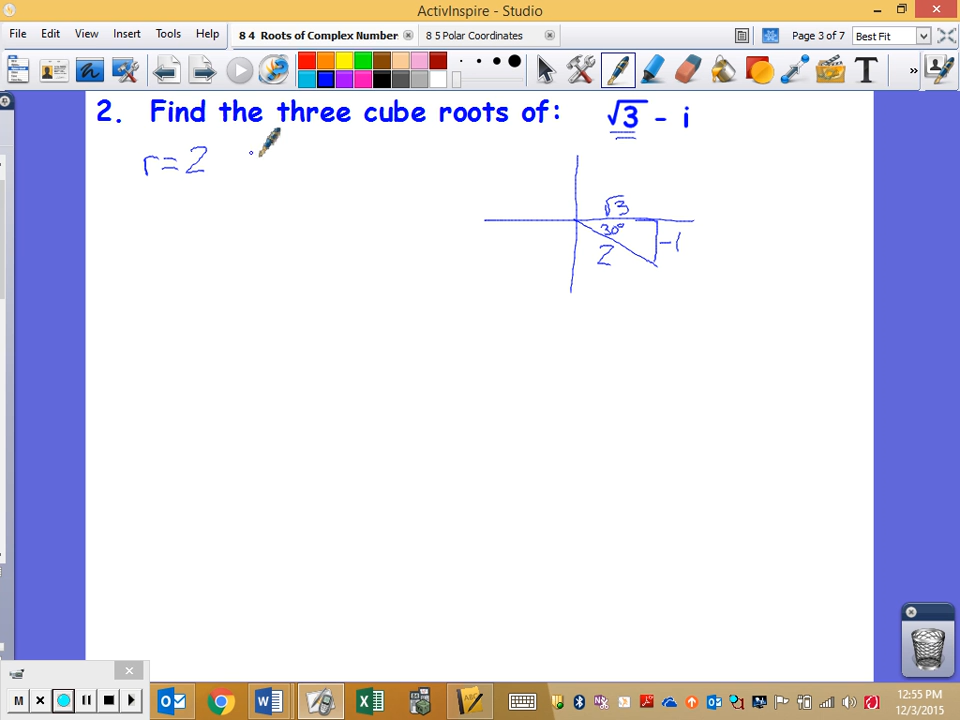 ActivInspire - Studio
File Edit View Insert Tools Help
8 4 Roots of Complex Number
8 5 Polar Coordinates
Page 3 of 7
Best Fit
T
»
2. Find the three cube roots of: √3 - i
r = 2
√3
30°
-1
2
M
12:55 PM
12/3/2015